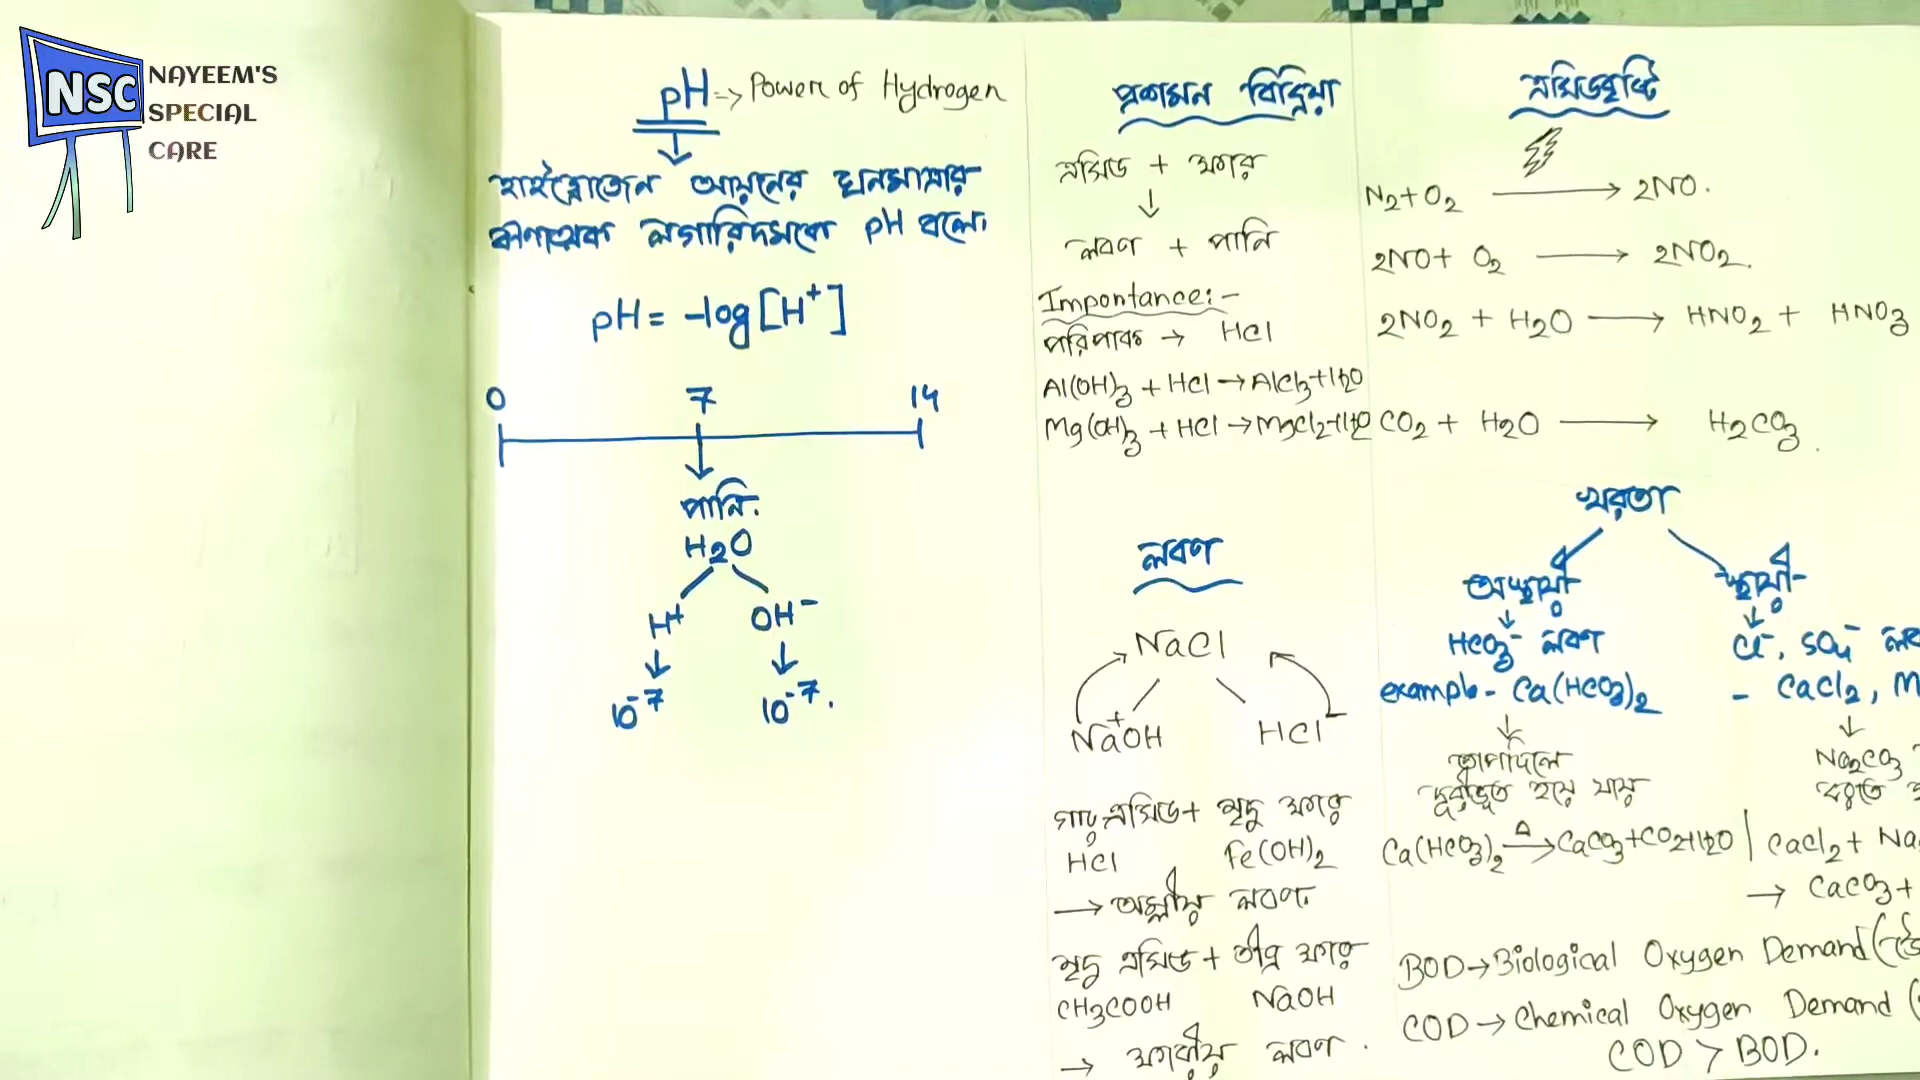 NSC
NAYEEM'S
SPECIAL
CARE
pH -> Power of Hydrogen
হাইড্রোজেন আয়নের ঘনমাত্রার
ঋণাত্মক লগারিদমকে pH বলে।
pH = -log[H⁺]
0 7 14
পানি.
H₂O
H⁺ OH⁻
10⁻⁷ 10⁻⁷.
প্রশমন বিক্রিয়া
এসিড + ক্ষার
↓
লবণ + পানি
Importance:-
পরিপাক → HCl
Al(OH)₃ + HCl → AlCl₃ + H₂O
Mg(OH)₃ + HCl → MgCl₂ + H₂O
লবণ
NaCl
NaOH⁺ HCl⁻
গাঢ় এসিড + মৃদু ক্ষার
HCl Fe(OH)₂
→ অম্লীয় লবণ.
মৃদু এসিড + তীব্র ক্ষার
CH₃COOH NaOH
→ ক্ষারীয় লবণ.
এসিডবৃষ্টি
N₂ + O₂ → 2NO.
2NO + O₂ → 2NO₂.
2NO₂ + H₂O → HNO₂ + HNO₃
CO₂ + H₂O → H₂CO₃.
খরতা
অস্থায়ী স্থায়ী
HCO₃⁻ লবণ Cl⁻, SO₄⁻
example - Ca(HCO₃)₂ - CaCl₂, M
তাপদিলে Na₂CO₃
দূরীভূত হয়ে যায় করতে
Ca(HCO₃)₂ →Δ CaCO₃ + CO₂ + H₂O | CaCl₂ + Na
→ CaCO₃ +
BOD → Biological Oxygen Demand (
COD → Chemical Oxygen Demand (
COD > BOD.